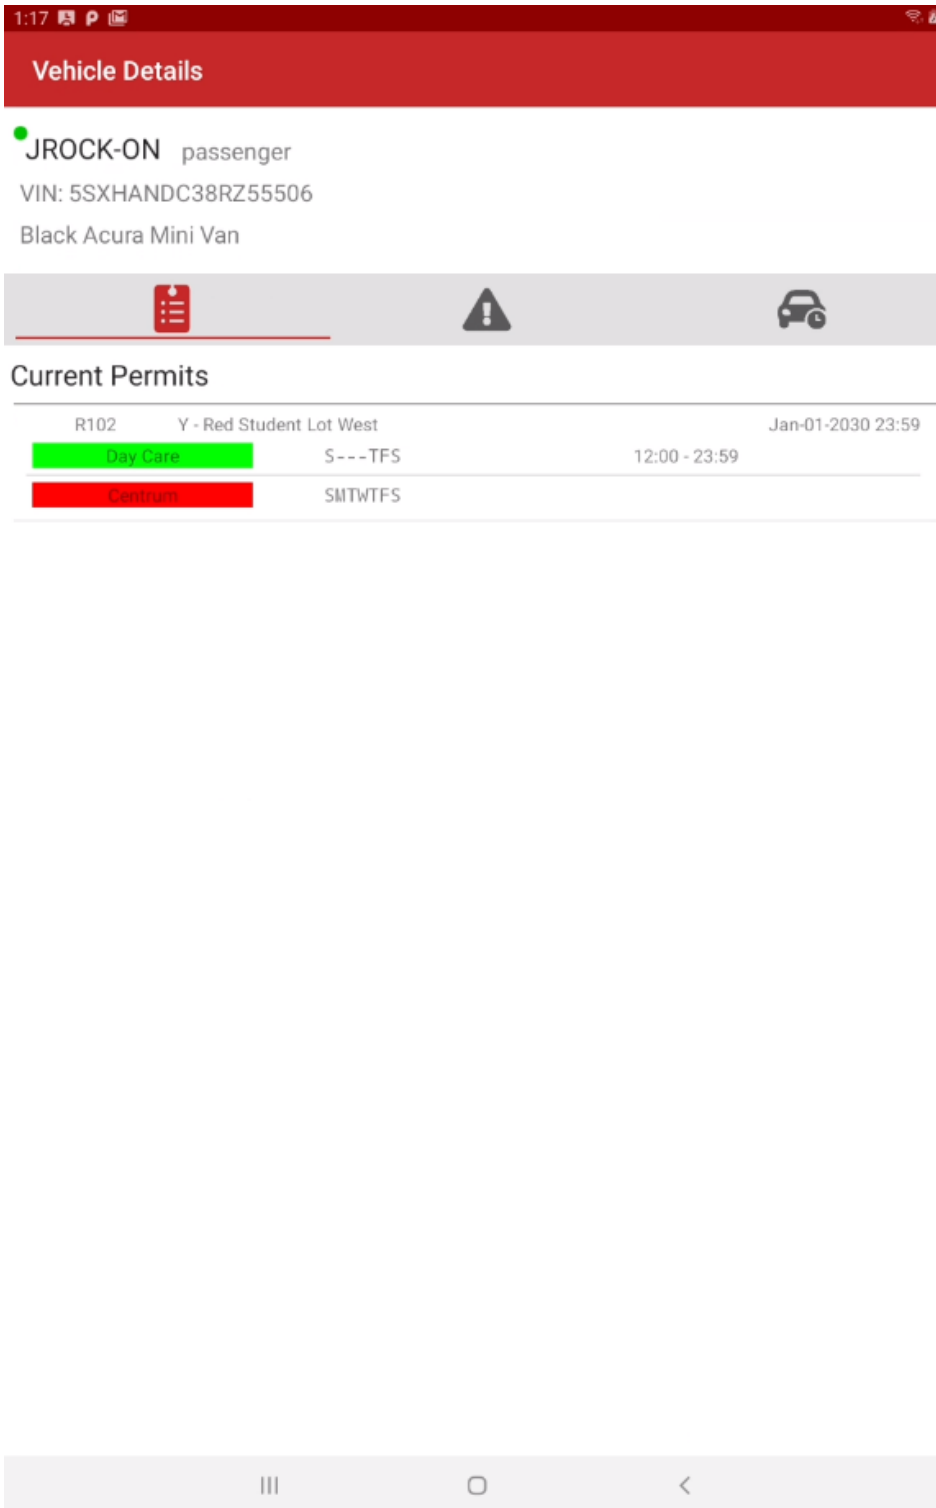 1:17
Vehicle Details
JROCK-ON passenger
VIN: 5SXHANDC38RZ55506
Black Acura Mini Van
Current Permits
R102 Y - Red Student Lot West Jan-01-2030 23:59
Day Care S---TFS 12:00 - 23:59
Centrum SMTWTFS